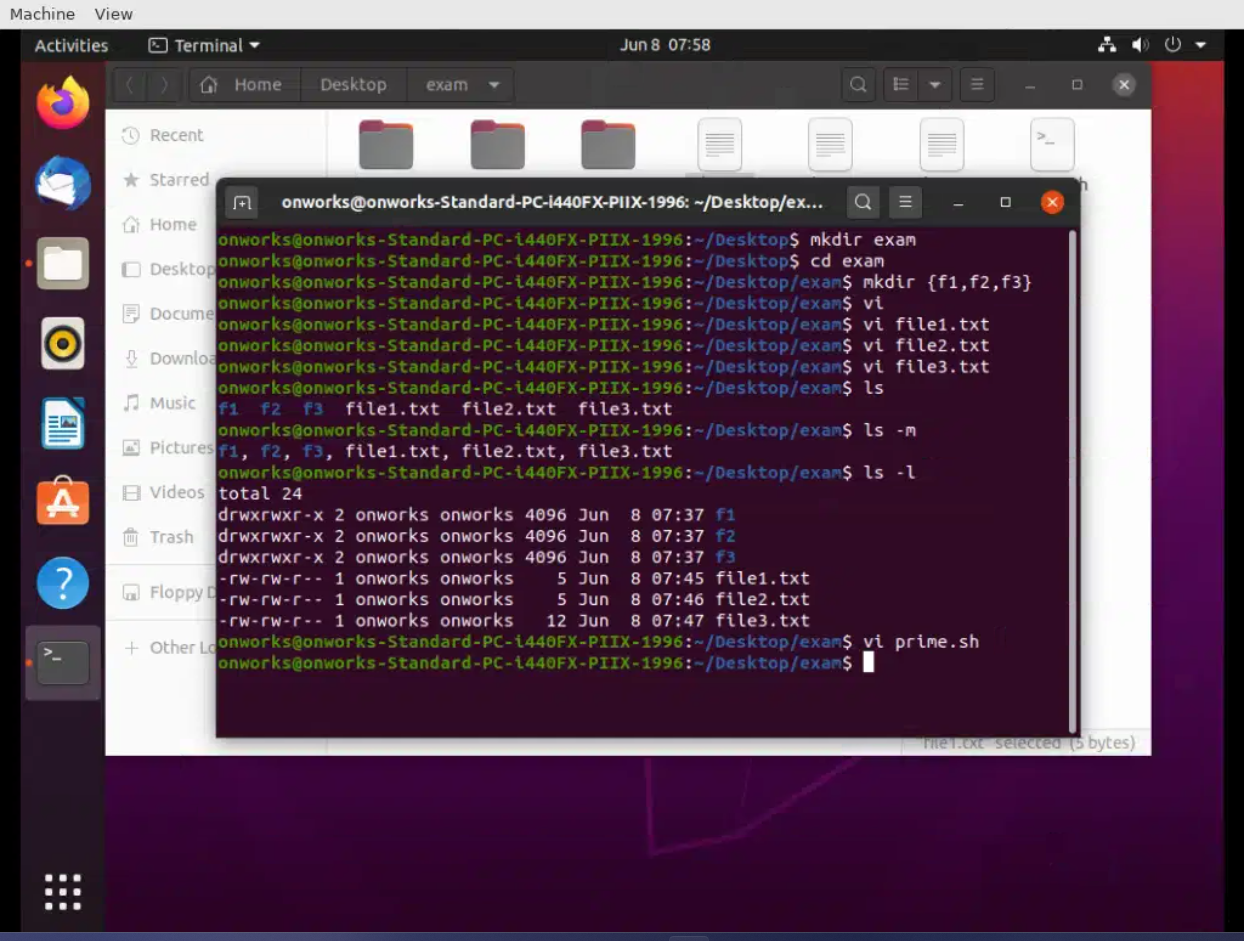 Machine View
Activities Terminal Jun 8 07:58
Home Desktop exam
Recent
Starred
Home
Desktop
Music
Pictures
Videos
Trash
Floppy
+ Other
onworks@onworks-Standard-PC-i440FX-PIIX-1996: ~/Desktop/ex...
onworks@onworks-Standard-PC-i440FX-PIIX-1996:~/Desktop$ mkdir exam
onworks@onworks-Standard-PC-i440FX-PIIX-1996:~/Desktop$ cd exam
onworks@onworks-Standard-PC-i440FX-PIIX-1996:~/Desktop/exam$ mkdir {f1,f2,f3}
onworks@onworks-Standard-PC-i440FX-PIIX-1996:~/Desktop/exam$ vi
onworks@onworks-Standard-PC-i440FX-PIIX-1996:~/Desktop/exam$ vi file1.txt
onworks@onworks-Standard-PC-i440FX-PIIX-1996:~/Desktop/exam$ vi file2.txt
onworks@onworks-Standard-PC-i440FX-PIIX-1996:~/Desktop/exam$ vi file3.txt
onworks@onworks-Standard-PC-i440FX-PIIX-1996:~/Desktop/exam$ ls
f1 f2 f3 file1.txt file2.txt file3.txt
onworks@onworks-Standard-PC-i440FX-PIIX-1996:~/Desktop/exam$ ls -m
f1, f2, f3, file1.txt, file2.txt, file3.txt
onworks@onworks-Standard-PC-i440FX-PIIX-1996:~/Desktop/exam$ ls -l
total 24
drwxrwxr-x 2 onworks onworks 4096 Jun 8 07:37 f1
drwxrwxr-x 2 onworks onworks 4096 Jun 8 07:37 f2
drwxrwxr-x 2 onworks onworks 4096 Jun 8 07:37 f3
-rw-rw-r-- 1 onworks onworks 5 Jun 8 07:45 file1.txt
-rw-rw-r-- 1 onworks onworks 5 Jun 8 07:46 file2.txt
-rw-rw-r-- 1 onworks onworks 12 Jun 8 07:47 file3.txt
onworks@onworks-Standard-PC-i440FX-PIIX-1996:~/Desktop/exam$ vi prime.sh
onworks@onworks-Standard-PC-i440FX-PIIX-1996:~/Desktop/exam$
"file1.txt" selected (5 bytes)